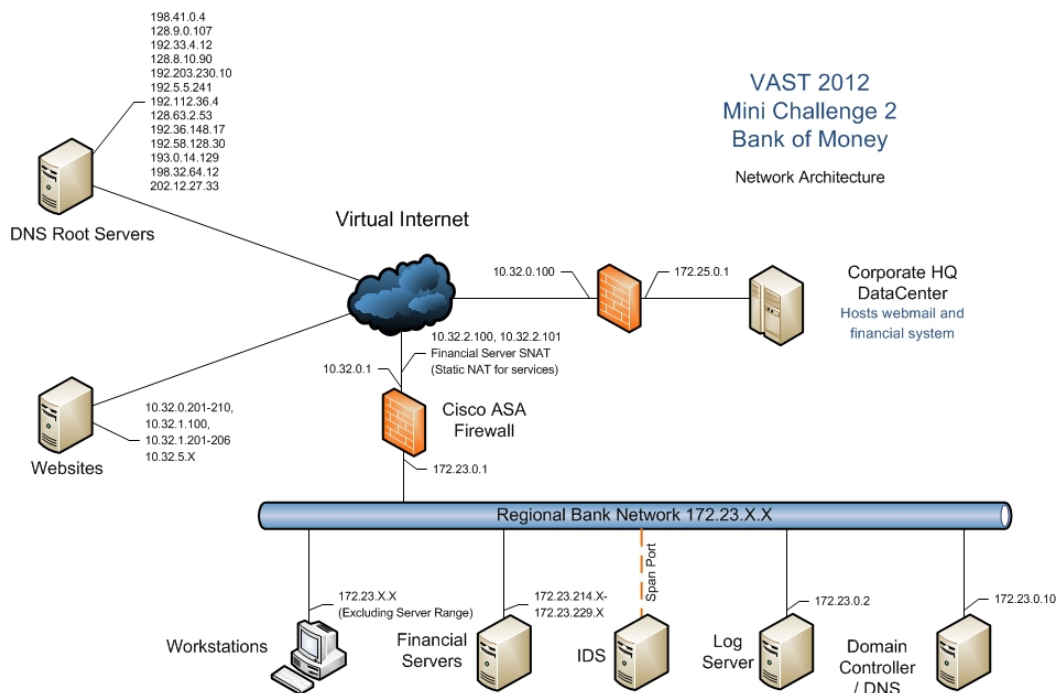 198.41.0.4
128.9.0.107
192.33.4.12
128.8.10.90
192.203.230.10
192.5.5.241
192.112.36.4
128.63.2.53
192.36.148.17
192.58.128.30
193.0.14.129
198.32.64.12
202.12.27.33
DNS Root Servers
VAST 2012
Mini Challenge 2
Bank of Money
Network Architecture
Virtual Internet
10.32.0.100
172.25.0.1
Corporate HQ
DataCenter
Hosts webmail and
financial system
10.32.2.100, 10.32.2.101
Financial Server SNAT
(Static NAT for services)
10.32.0.1
Cisco ASA
Firewall
172.23.0.1
10.32.0.201-210,
10.32.1.100,
10.32.1.201-206
10.32.5.X
Websites
Regional Bank Network 172.23.X.X
172.23.X.X
(Excluding Server Range)
Workstations
172.23.214.X-
172.23.229.X
Financial
Servers
Span Port
IDS
172.23.0.2
Log
Server
172.23.0.10
Domain
Controller
/ DNS